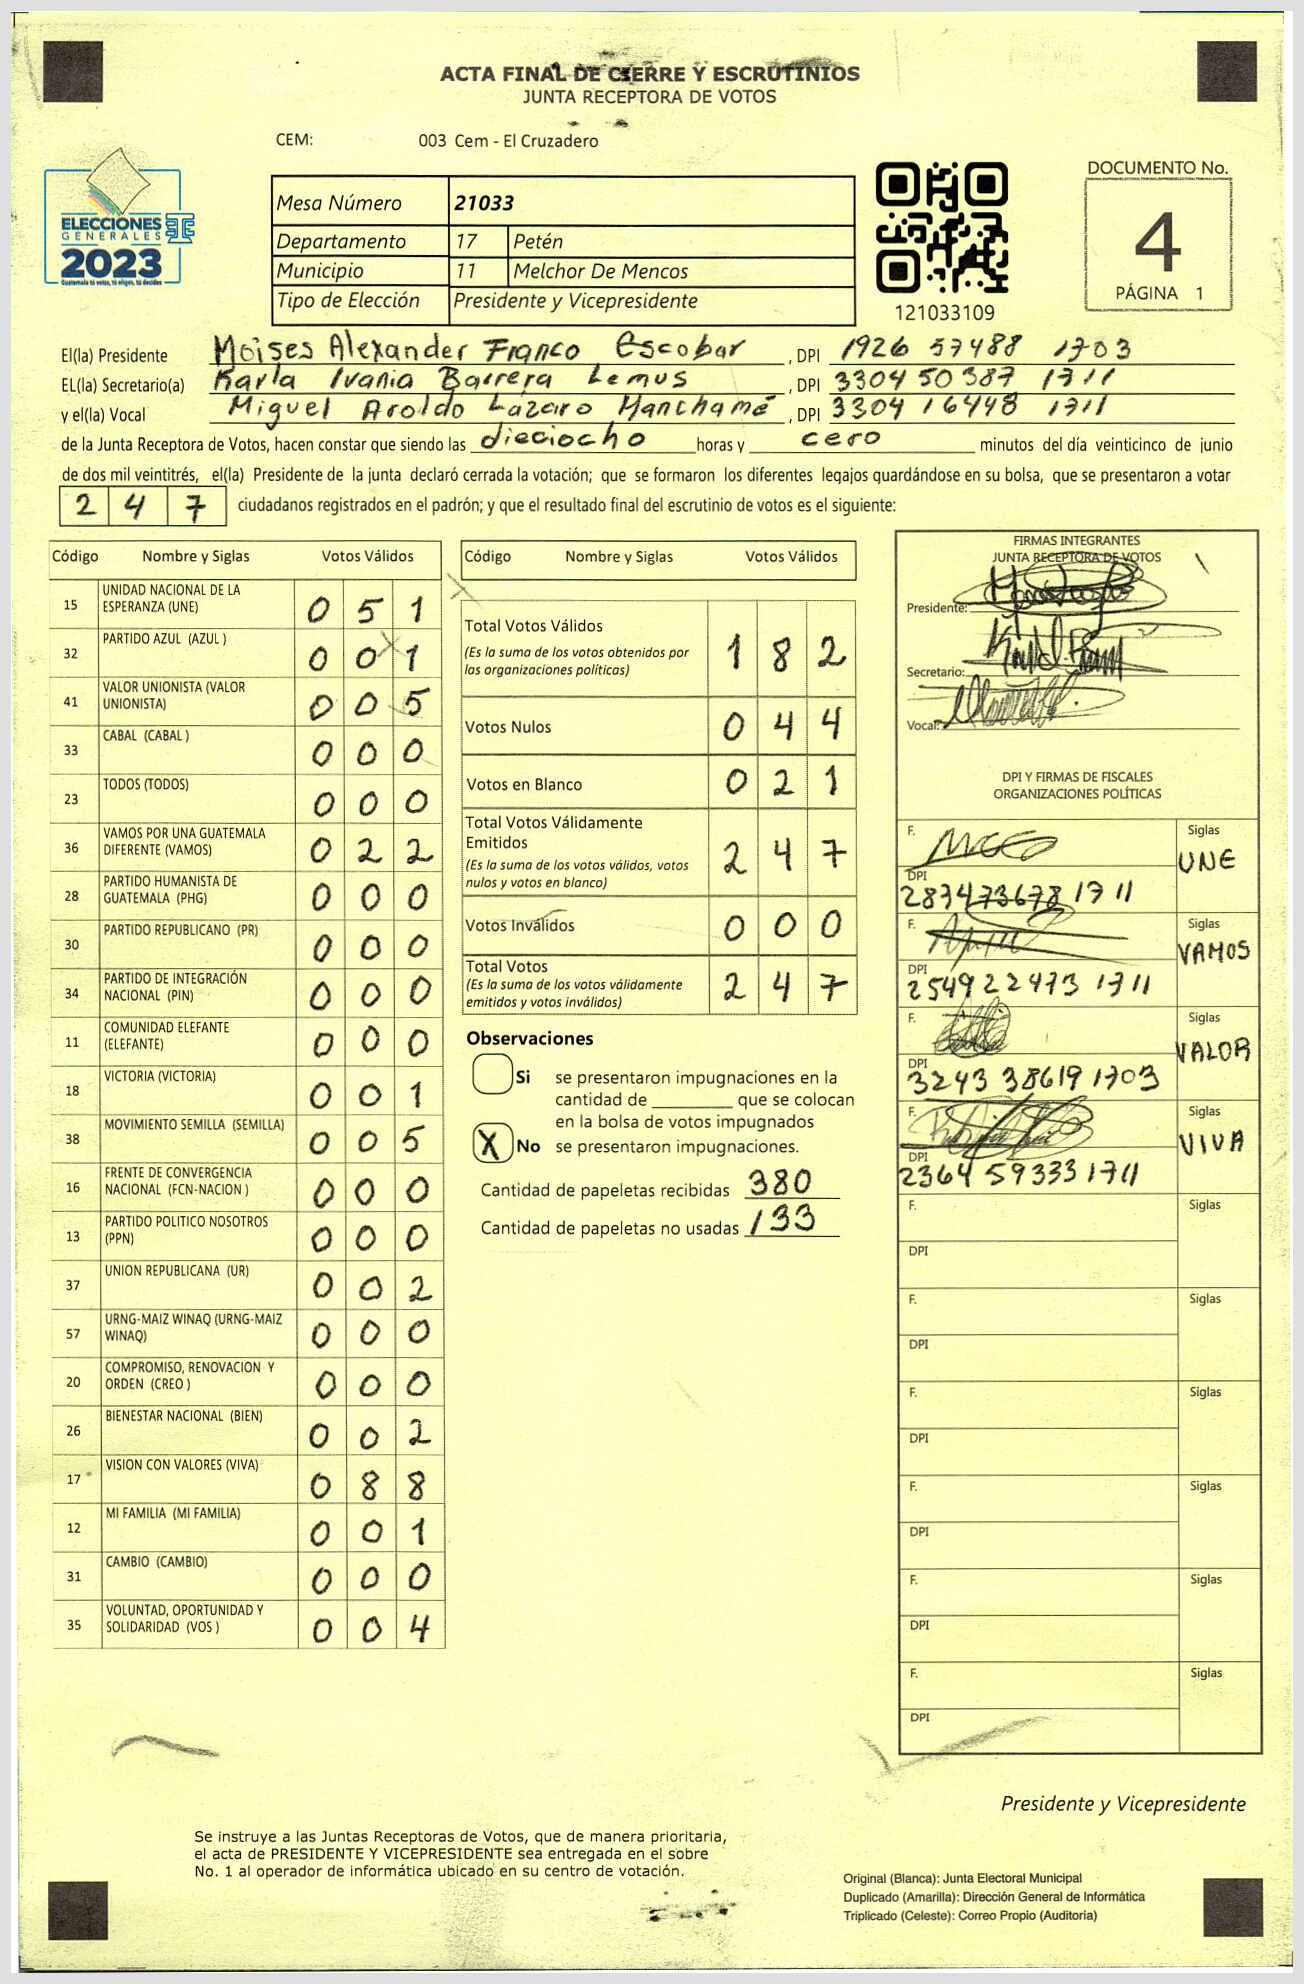 ACTA FINAL DE CIERRE Y ESCRUTINIOS
JUNTA RECEPTORA DE VOTOS
CEM: 003 Cem - El Cruzadero
ELECCIONES
GENERALES
2023
Guatemala tú votas, tú eliges, tú decides
Mesa Número 21033
Departamento 17 Petén
Municipio 11 Melchor De Mencos
Tipo de Elección Presidente y Vicepresidente
121033109
DOCUMENTO No.
4
PÁGINA 1
El(la) Presidente Moises Alexander Franco Escobar, DPI 1926 57488 1703
EL(la) Secretario(a) Karla Ivania Barrera Lemus, DPI 3304 50387 1711
y el(la) Vocal Miguel Aroldo Lázaro Manchamé, DPI 3304 16448 1711
de la Junta Receptora de Votos, hacen constar que siendo las dieciocho horas y cero minutos del día veinticinco de junio
de dos mil veintitrés, el(la) Presidente de la junta declaró cerrada la votación; que se formaron los diferentes legajos guardándose en su bolsa, que se presentaron a votar
2 4 7 ciudadanos registrados en el padrón; y que el resultado final del escrutinio de votos es el siguiente:
Código Nombre y Siglas Votos Válidos
15 UNIDAD NACIONAL DE LA
ESPERANZA (UNE) 0 5 1
32 PARTIDO AZUL (AZUL ) 0 0 1
41 VALOR UNIONISTA (VALOR
UNIONISTA) 0 0 5
33 CABAL (CABAL ) 0 0 0
23 TODOS (TODOS) 0 0 0
36 VAMOS POR UNA GUATEMALA
DIFERENTE (VAMOS) 0 2 2
28 PARTIDO HUMANISTA DE
GUATEMALA (PHG) 0 0 0
30 PARTIDO REPUBLICANO (PR) 0 0 0
34 PARTIDO DE INTEGRACIÓN
NACIONAL (PIN) 0 0 0
11 COMUNIDAD ELEFANTE
(ELEFANTE) 0 0 0
18 VICTORIA (VICTORIA) 0 0 1
38 MOVIMIENTO SEMILLA (SEMILLA) 0 0 5
16 FRENTE DE CONVERGENCIA
NACIONAL (FCN-NACION ) 0 0 0
13 PARTIDO POLITICO NOSOTROS
(PPN) 0 0 0
37 UNION REPUBLICANA (UR) 0 0 2
57 URNG-MAIZ WINAQ (URNG-MAIZ
WINAQ) 0 0 0
20 COMPROMISO, RENOVACION Y
ORDEN (CREO ) 0 0 0
26 BIENESTAR NACIONAL (BIEN) 0 0 2
17 VISION CON VALORES (VIVA) 0 8 8
12 MI FAMILIA (MI FAMILIA) 0 0 1
31 CAMBIO (CAMBIO) 0 0 0
35 VOLUNTAD, OPORTUNIDAD Y
SOLIDARIDAD (VOS ) 0 0 4
Código Nombre y Siglas Votos Válidos
Total Votos Válidos 1 8 2
(Es la suma de los votos obtenidos por
las organizaciones políticas)
Votos Nulos 0 4 4
Votos en Blanco 0 2 1
Total Votos Válidamente
Emitidos 2 4 7
(Es la suma de los votos válidos, votos
nulos y votos en blanco)
Votos Inválidos 0 0 0
Total Votos 2 4 7
(Es la suma de los votos válidamente
emitidos y votos inválidos)
Observaciones
Si se presentaron impugnaciones en la
cantidad de ________ que se colocan
en la bolsa de votos impugnados
X No se presentaron impugnaciones.
Cantidad de papeletas recibidas 380
Cantidad de papeletas no usadas 133
FIRMAS INTEGRANTES
JUNTA RECEPTORA DE VOTOS
Presidente:
Secretario:
Vocal:
DPI Y FIRMAS DE FISCALES
ORGANIZACIONES POLÍTICAS
F. Siglas
UNE
DPI
2874736781711
F. Siglas
VAMOS
DPI
2549 22473 1711
F. Siglas
VALOR
DPI
3243 38619 1703
F. Siglas
VIVA
DPI
2364 59333 1711
F. Siglas
DPI
F. Siglas
DPI
F. Siglas
DPI
F. Siglas
DPI
F. Siglas
DPI
F. Siglas
DPI
Presidente y Vicepresidente
Se instruye a las Juntas Receptoras de Votos, que de manera prioritaria,
el acta de PRESIDENTE Y VICEPRESIDENTE sea entregada en el sobre
No. 1 al operador de informática ubicado en su centro de votación.
Original (Blanca): Junta Electoral Municipal
Duplicado (Amarilla): Dirección General de Informática
Triplicado (Celeste): Correo Propio (Auditoria)